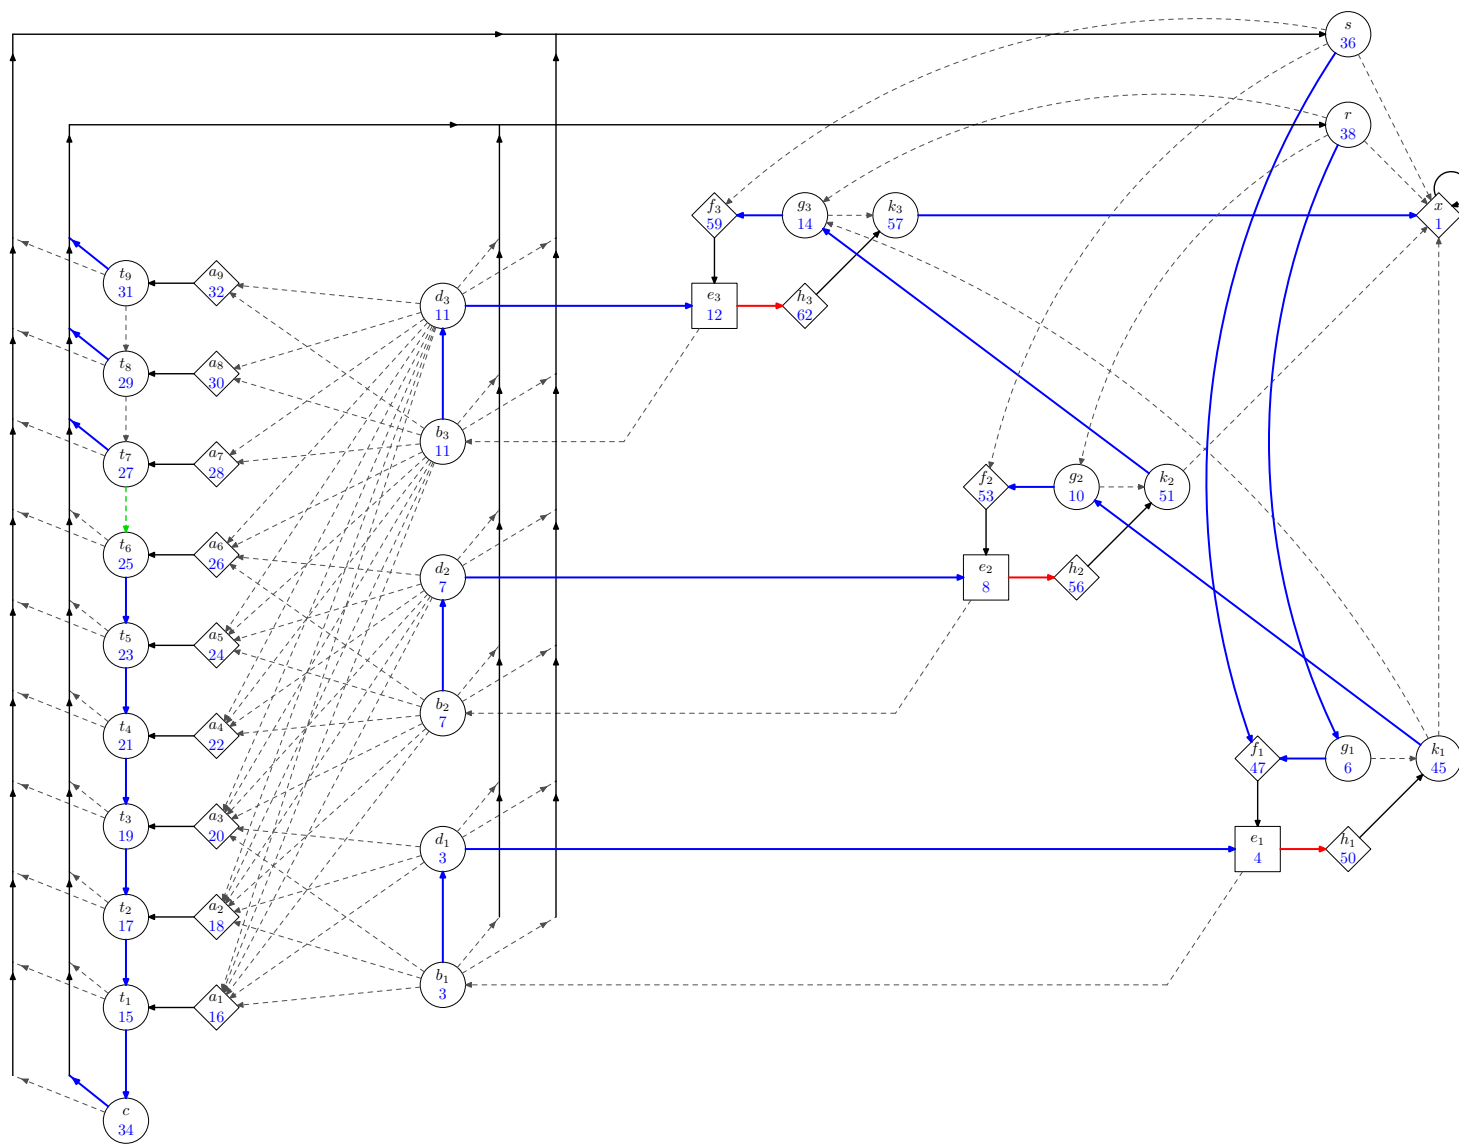 s
36
r
38
f₃
59
g₃
14
k₃
57
x
1
t₉
31
a₉
32
d₃
11
e₃
12
h₃
62
t₈
29
a₈
30
b₃
11
t₇
27
a₇
28
f₂
53
g₂
10
k₂
51
t₆
25
a₆
26
d₂
7
e₂
8
h₂
56
t₅
23
a₅
24
b₂
7
t₄
21
a₄
22
f₁
47
g₁
6
k₁
45
t₃
19
a₃
20
d₁
3
e₁
4
h₁
50
t₂
17
a₂
18
b₁
3
t₁
15
a₁
16
c
34